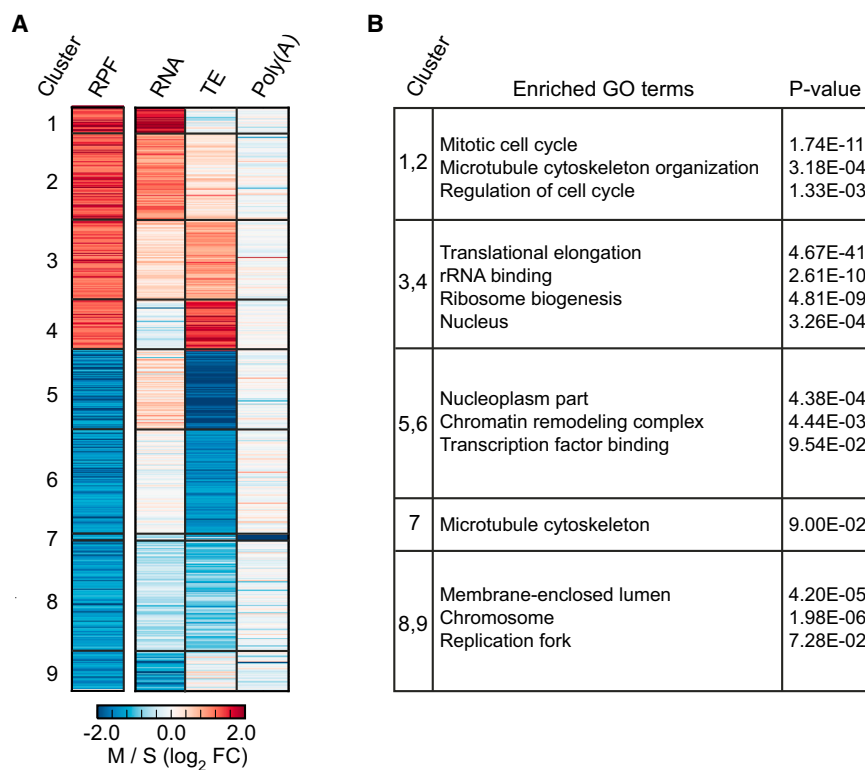 A
Cluster
RPF
RNA
TE
Poly(A)
1
2
3
4
5
6
7
8
9
-2.0 0.0 2.0
M / S (log2 FC)
B
Cluster Enriched GO terms P-value
1,2
Mitotic cell cycle 1.74E-11
Microtubule cytoskeleton organization 3.18E-04
Regulation of cell cycle 1.33E-03
3,4
Translational elongation 4.67E-41
rRNA binding 2.61E-10
Ribosome biogenesis 4.81E-09
Nucleus 3.26E-04
5,6
Nucleoplasm part 4.38E-04
Chromatin remodeling complex 4.44E-03
Transcription factor binding 9.54E-02
7 Microtubule cytoskeleton 9.00E-02
8,9
Membrane-enclosed lumen 4.20E-05
Chromosome 1.98E-06
Replication fork 7.28E-02